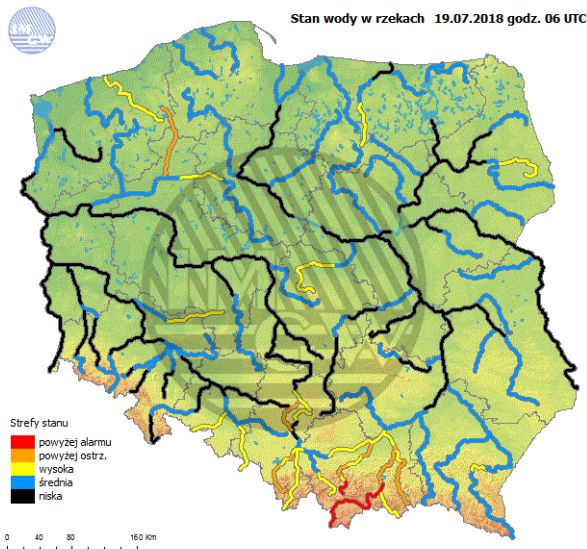 Stan wody w rzekach 19.07.2018 godz. 06 UTC
IMGW
Strefy stanu
powyżej alarmu
powyżej ostrz.
wysoka
średnia
niska
0 40 80 160 Km